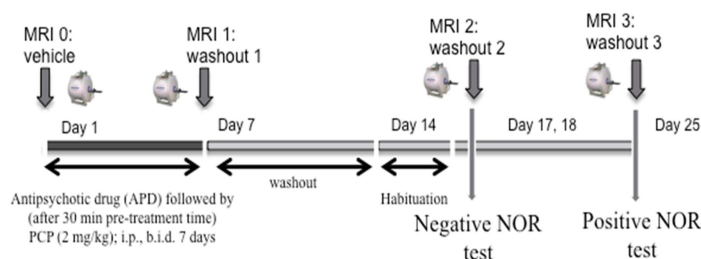 MRI 0:
vehicle
MRI 1:
washout 1
MRI 2:
washout 2
MRI 3:
washout 3
Day 1
Day 7
Day 14
Day 17, 18
Day 25
washout
Habituation
Antipsychotic drug (APD) followed by
(after 30 min pre-treatment time)
PCP (2 mg/kg); i.p., b.i.d. 7 days
Negative NOR
test
Positive NOR
test